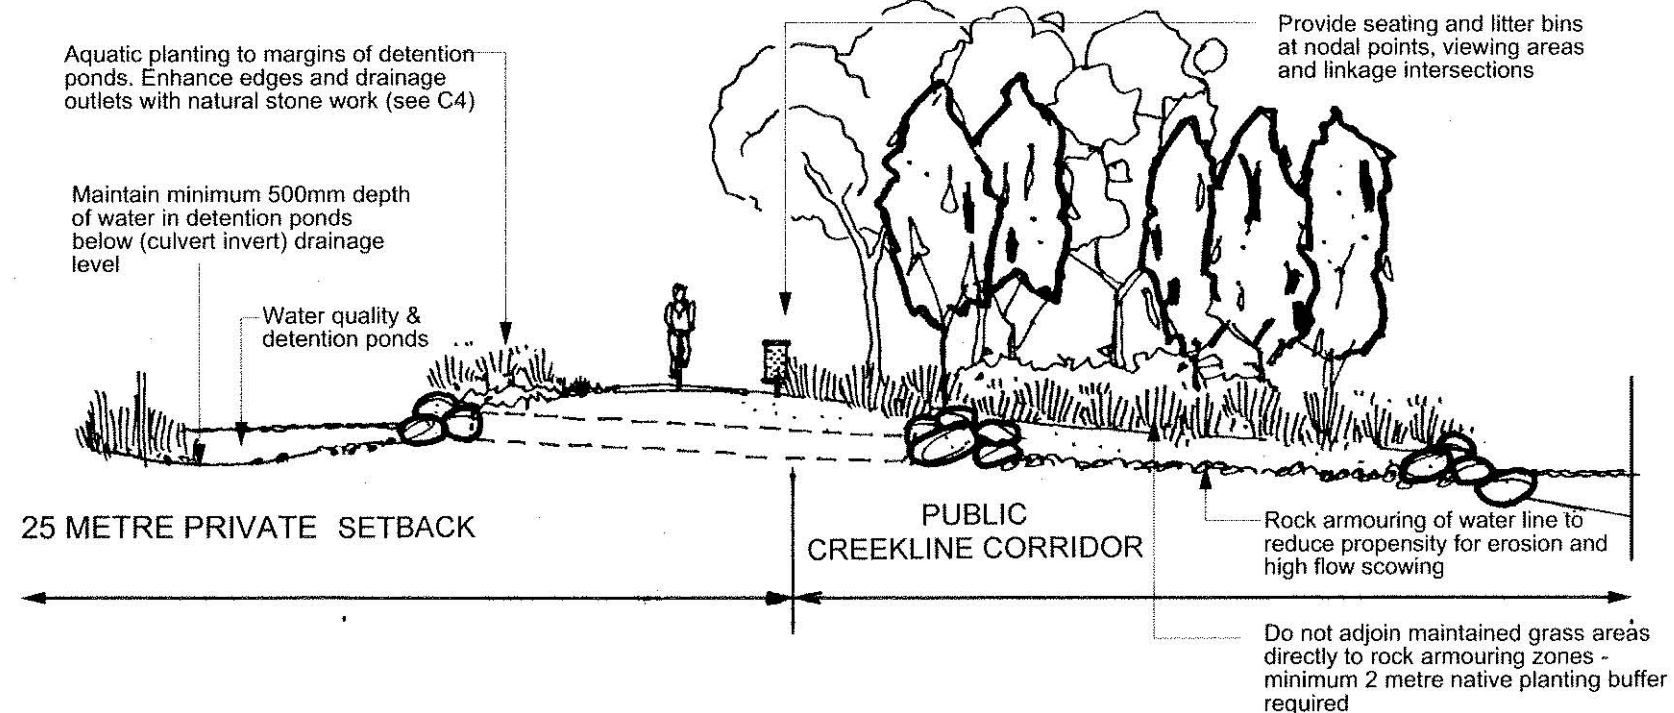 Aquatic planting to margins of detention
ponds. Enhance edges and drainage
outlets with natural stone work (see C4)
Provide seating and litter bins
at nodal points, viewing areas
and linkage intersections
Maintain minimum 500mm depth
of water in detention ponds
below (culvert invert) drainage
level
Water quality &
detention ponds
25 METRE PRIVATE SETBACK
PUBLIC
CREEKLINE CORRIDOR
Rock armouring of water line to
reduce propensity for erosion and
high flow scowing
Do not adjoin maintained grass areas
directly to rock armouring zones -
minimum 2 metre native planting buffer
required